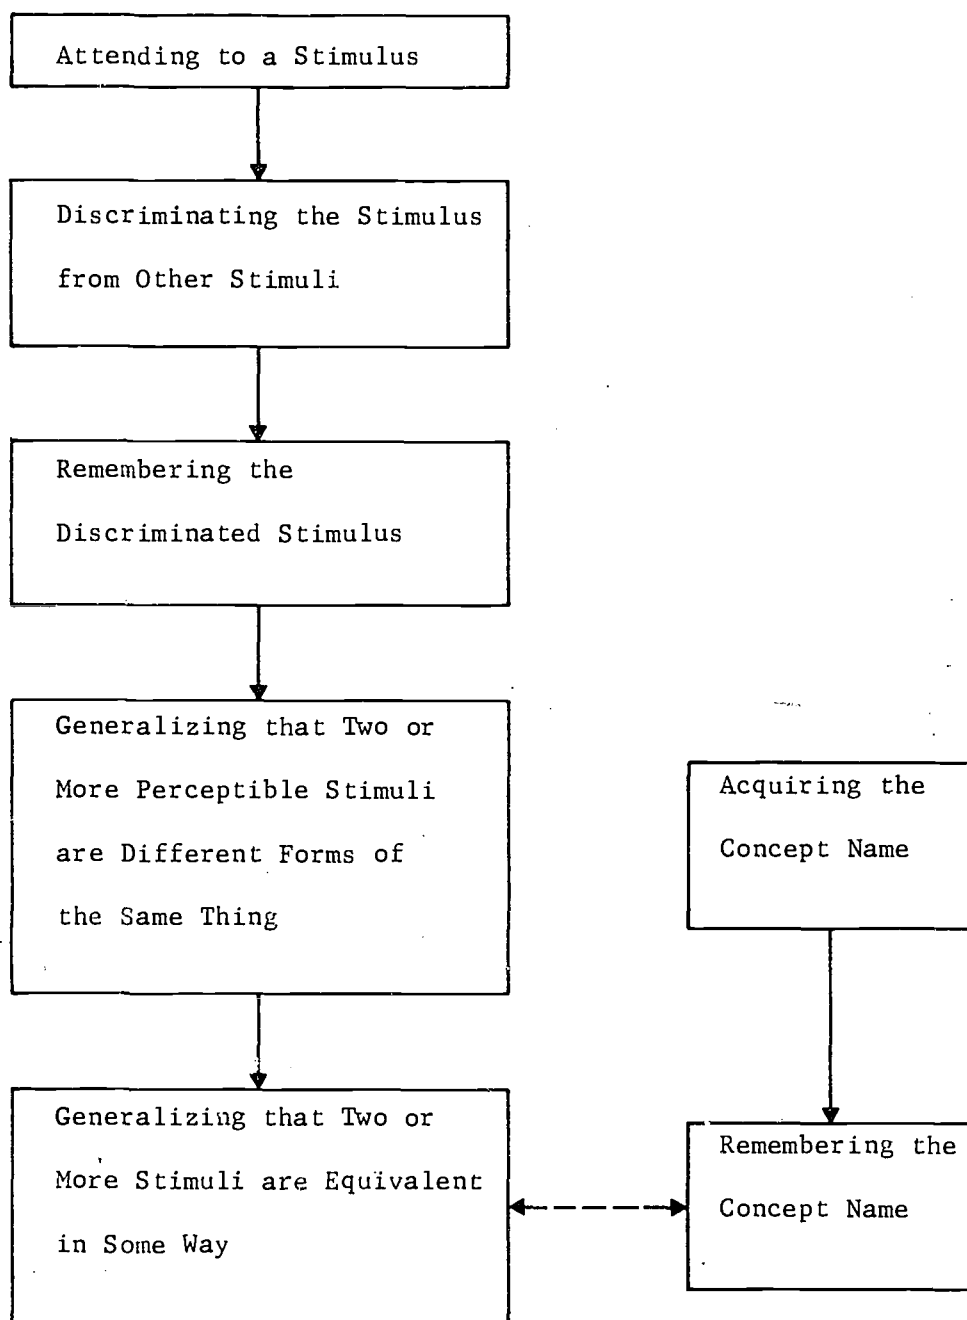 Attending to a Stimulus
Discriminating the Stimulus
from Other Stimuli
Remembering the
Discriminated Stimulus
Generalizing that Two or
More Perceptible Stimuli
are Different Forms of
the Same Thing
Acquiring the
Concept Name
Generalizing that Two or
More Stimuli are Equivalent
in Some Way
Remembering the
Concept Name